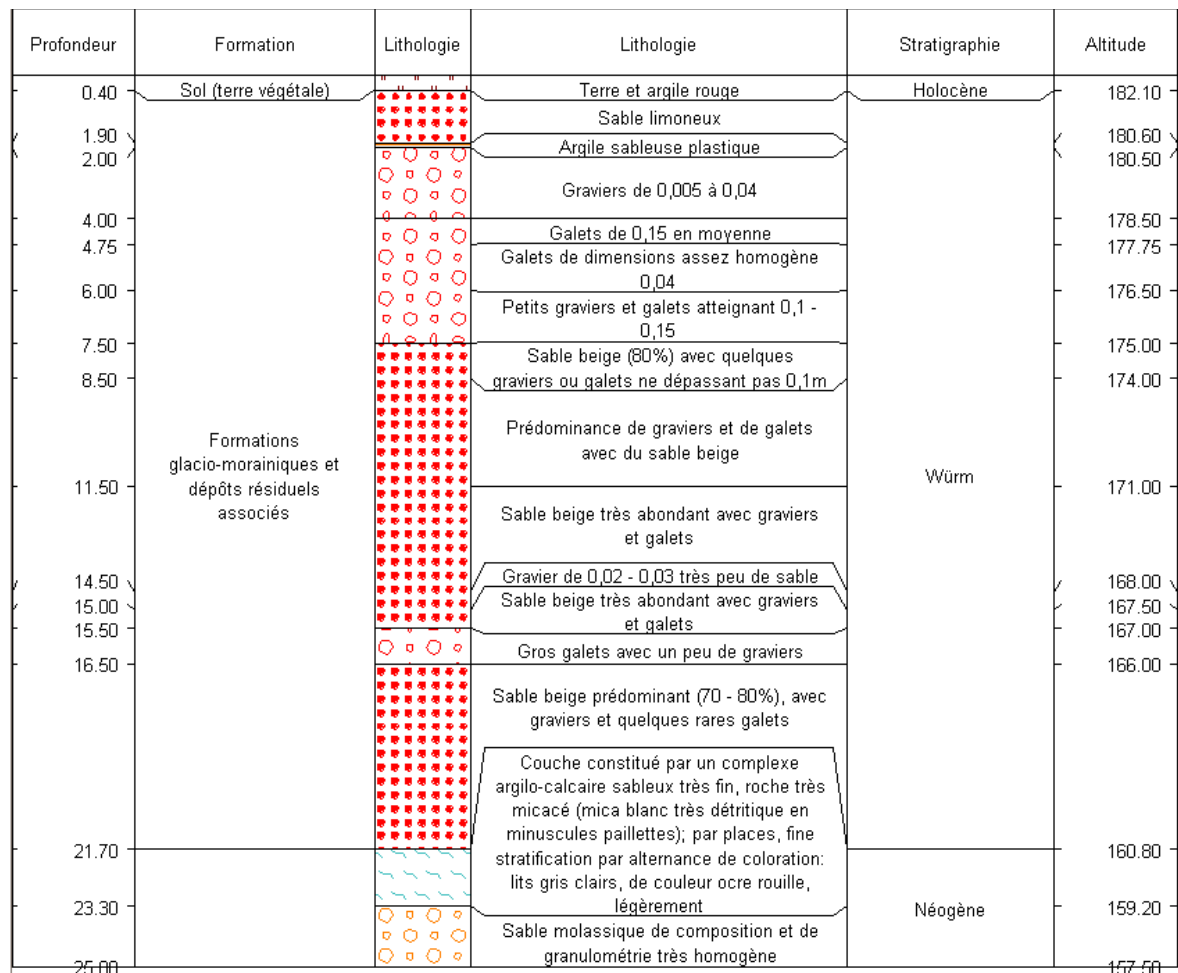 Profondeur Formation Lithologie Lithologie Stratigraphie Altitude
0.40 Sol (terre végétale) Terre et argile rouge Holocène 182.10
Sable limoneux
1.90 180.60
Argile sableuse plastique
2.00 180.50
Graviers de 0,005 à 0,04
4.00 178.50
Galets de 0,15 en moyenne
4.75 177.75
Galets de dimensions assez homogène
0,04
6.00 176.50
Petits graviers et galets atteignant 0,1 -
0,15
7.50 175.00
Sable beige (80%) avec quelques
graviers ou galets ne dépassant pas 0,1m
8.50 174.00
Prédominance de graviers et de galets
avec du sable beige
Formations
glacio-morainiques et
dépôts résiduels
associés
Würm
11.50 171.00
Sable beige très abondant avec graviers
et galets
Gravier de 0,02 - 0,03 très peu de sable
14.50 168.00
Sable beige très abondant avec graviers
et galets
15.00 167.50
15.50 167.00
Gros galets avec un peu de graviers
16.50 166.00
Sable beige prédominant (70 - 80%), avec
graviers et quelques rares galets
Couche constitué par un complexe
argilo-calcaire sableux très fin, roche très
micacé (mica blanc très détritique en
minuscules paillettes); par places, fine
stratification par alternance de coloration:
lits gris clairs, de couleur ocre rouille,
légèrement
21.70 160.80
23.30 Néogène 159.20
Sable molassique de composition et de
granulométrie très homogène
25.00 157.50